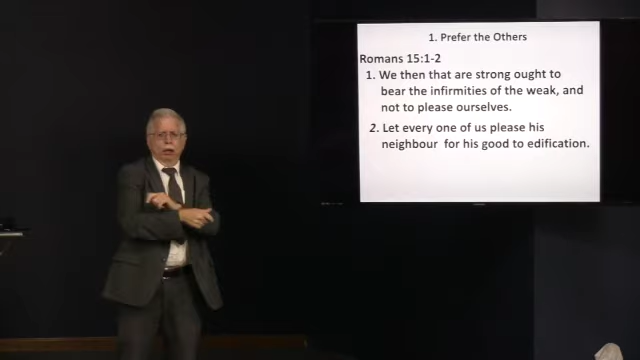 1. Prefer the Others
Romans 15:1-2
1. We then that are strong ought to
bear the infirmities of the weak, and
not to please ourselves.
2. Let every one of us please his
neighbour for his good to edification.